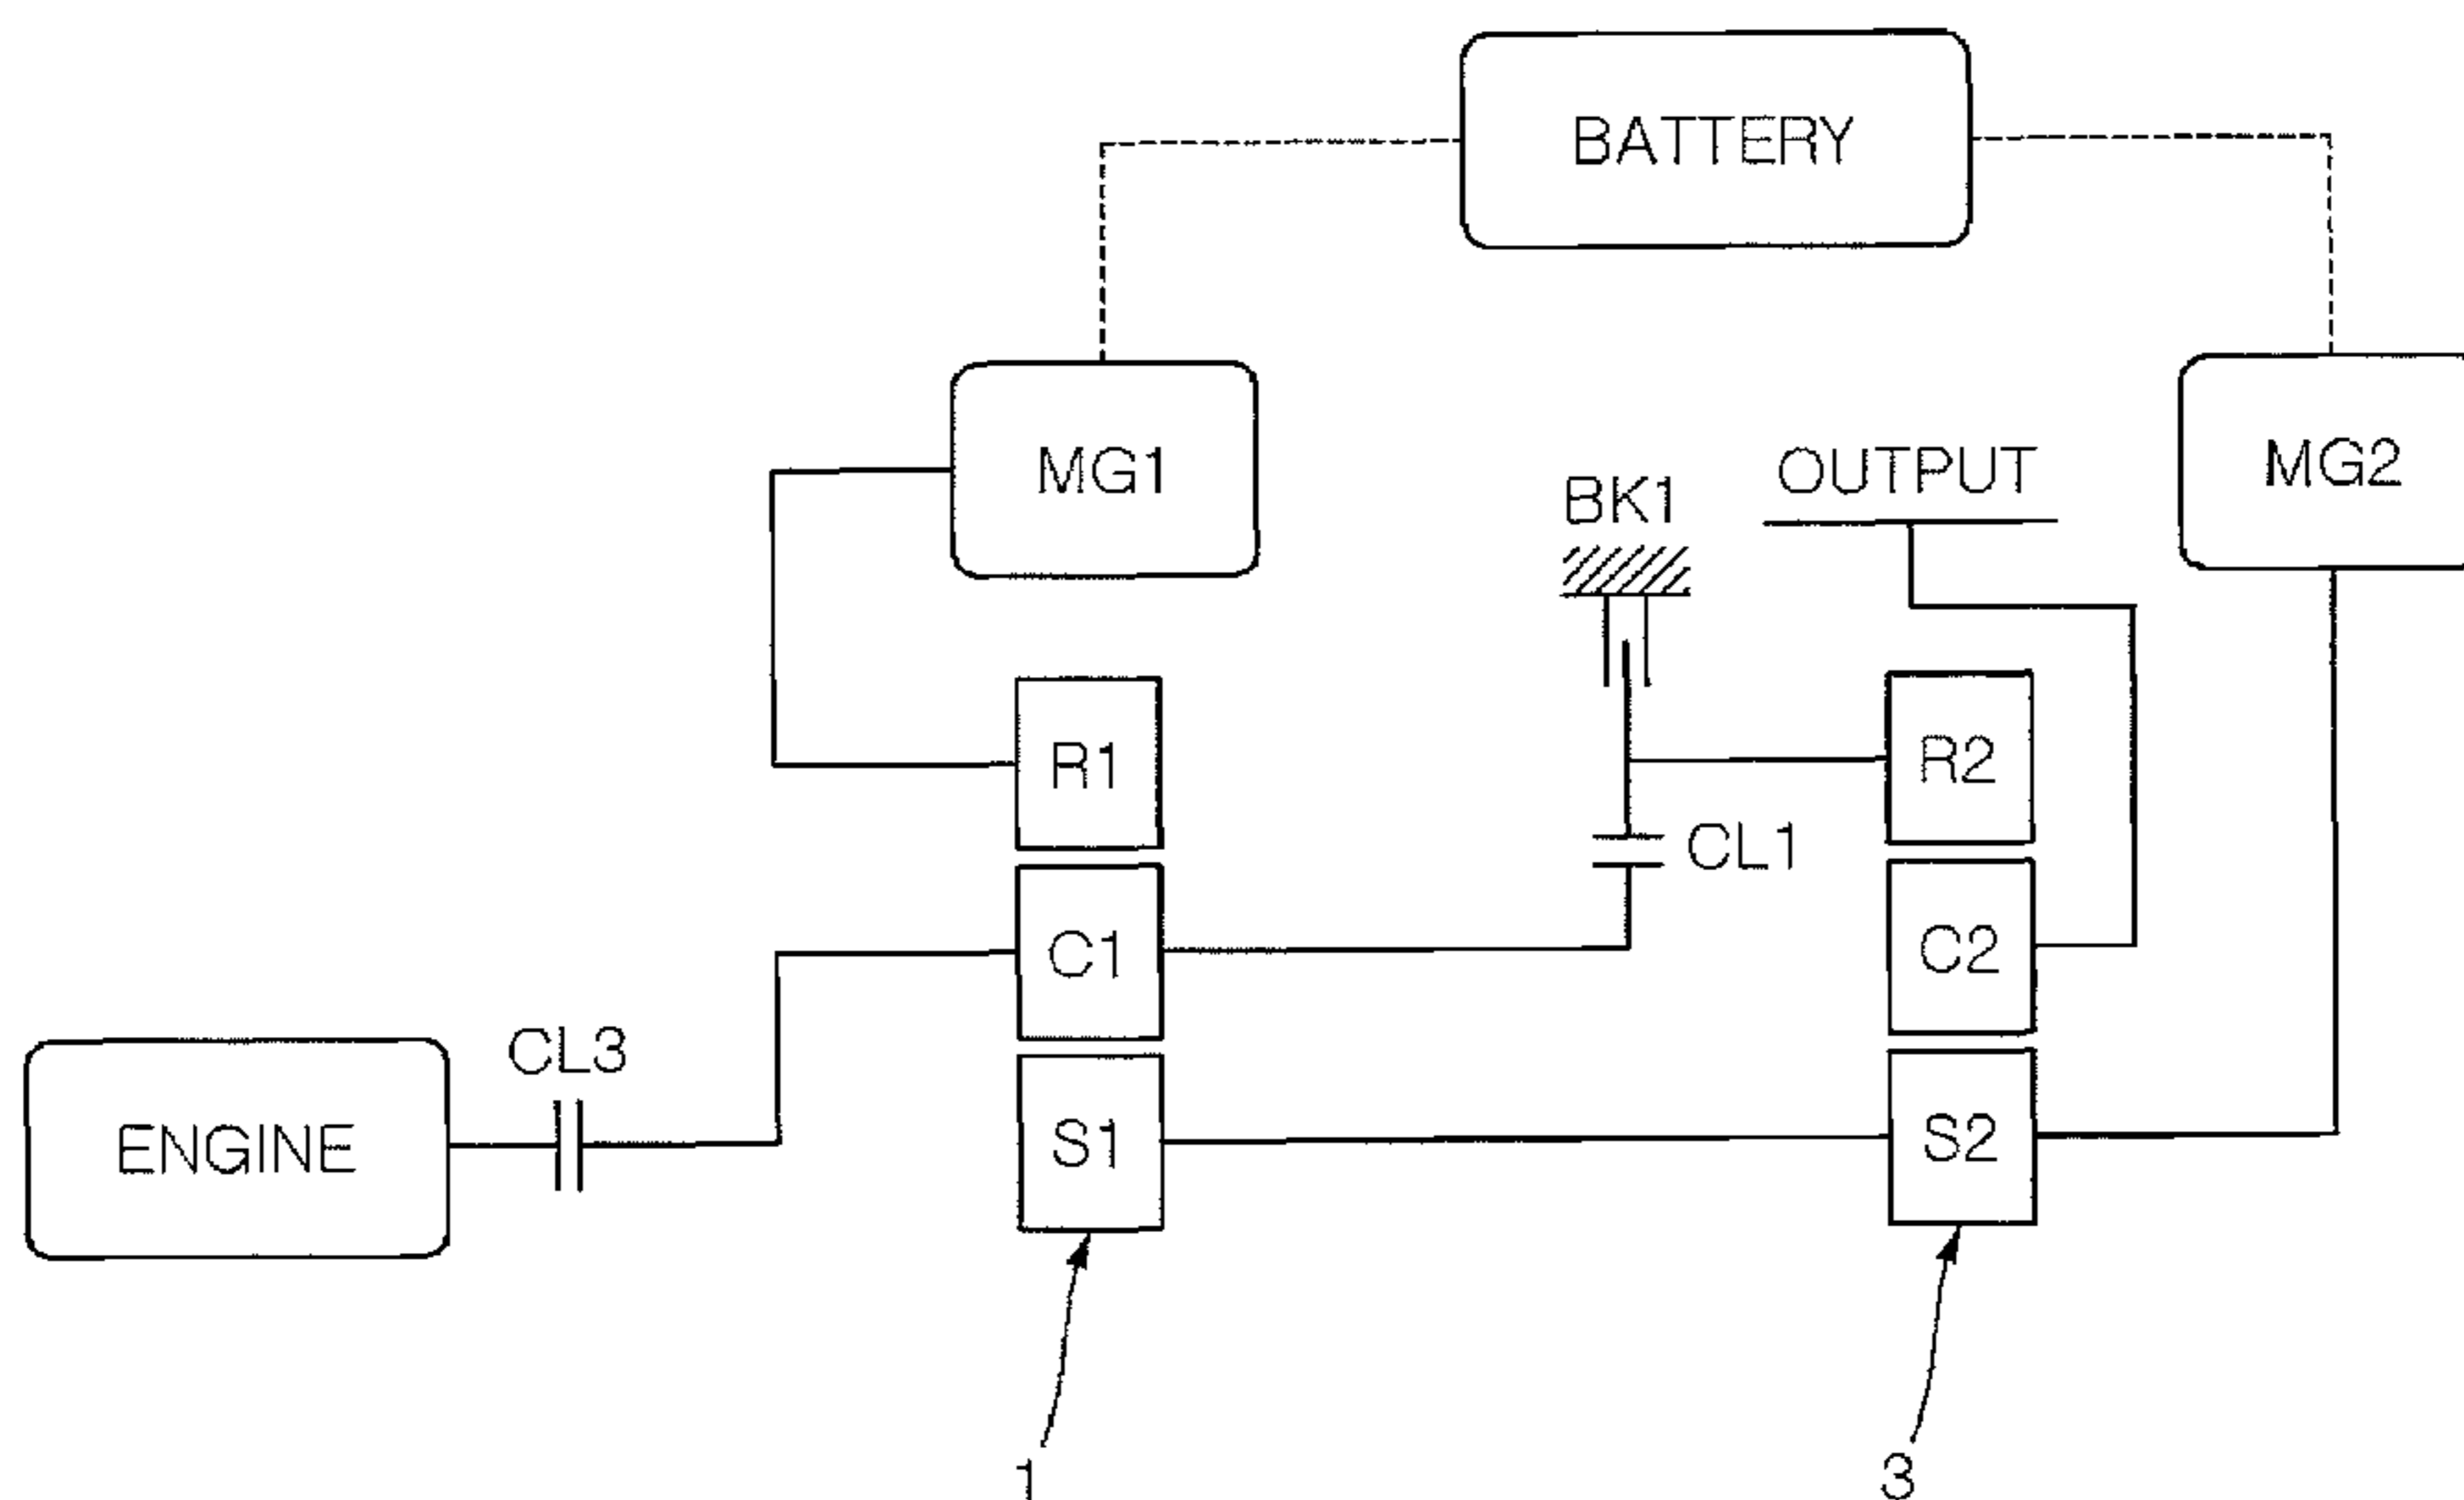 BATTERY
MG1
BK1
OUTPUT
MG2
R1
R2
CL1
C1
C2
CL3
ENGINE
S1
S2
1
3